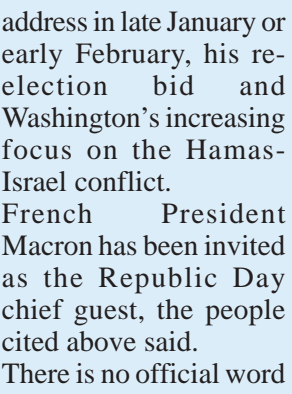 address in late January or
early February, his re-
election bid and
Washington's increasing
focus on the Hamas-
Israel conflict.
French President
Macron has been invited
as the Republic Day
chief guest, the people
cited above said.
There is no official word